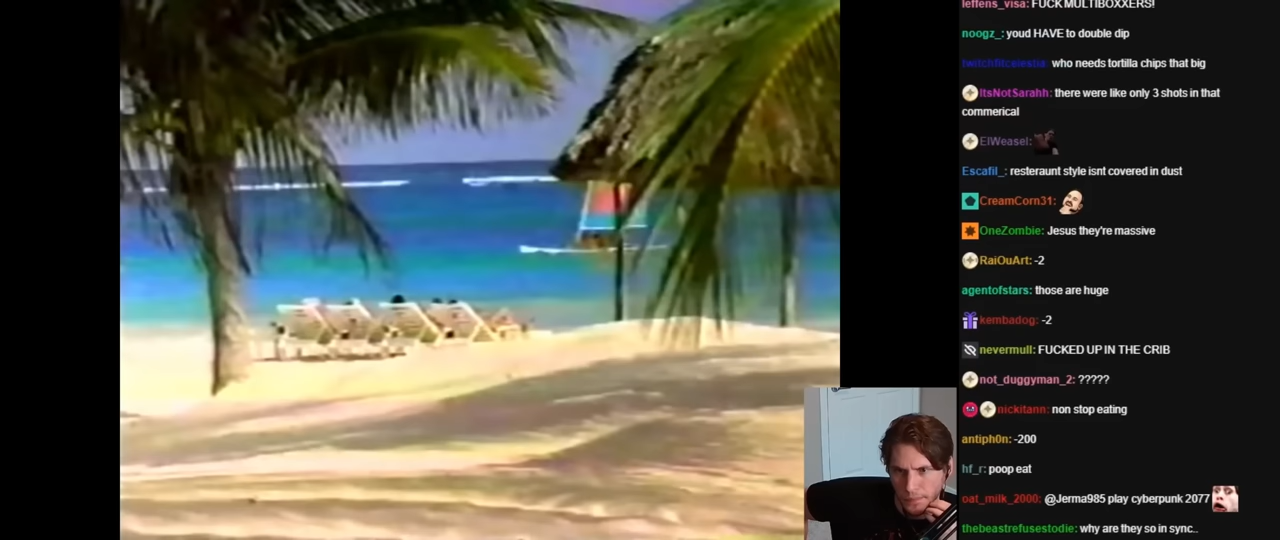 leffens_visa: FUCK MULTIBOXXERS!
noogz_: youd HAVE to double dip
twitchfitcelestia: who needs tortilla chips that big
ItsNotSarahh: there were like only 3 shots in that
commerical
ElWeasel:
Escafil_: resteraunt style isnt covered in dust
CreamCorn31:
OneZombie: Jesus they're massive
RaiOuArt: -2
agentofstars: those are huge
kembadog: -2
nevermull: FUCKED UP IN THE CRIB
not_duggyman_2: ?????
nickitann: non stop eating
antiph0n: -200
hf_r: poop eat
oat_milk_2000: @Jerma985 play cyberpunk 2077
thebeastrefusestodie: why are they so in sync..